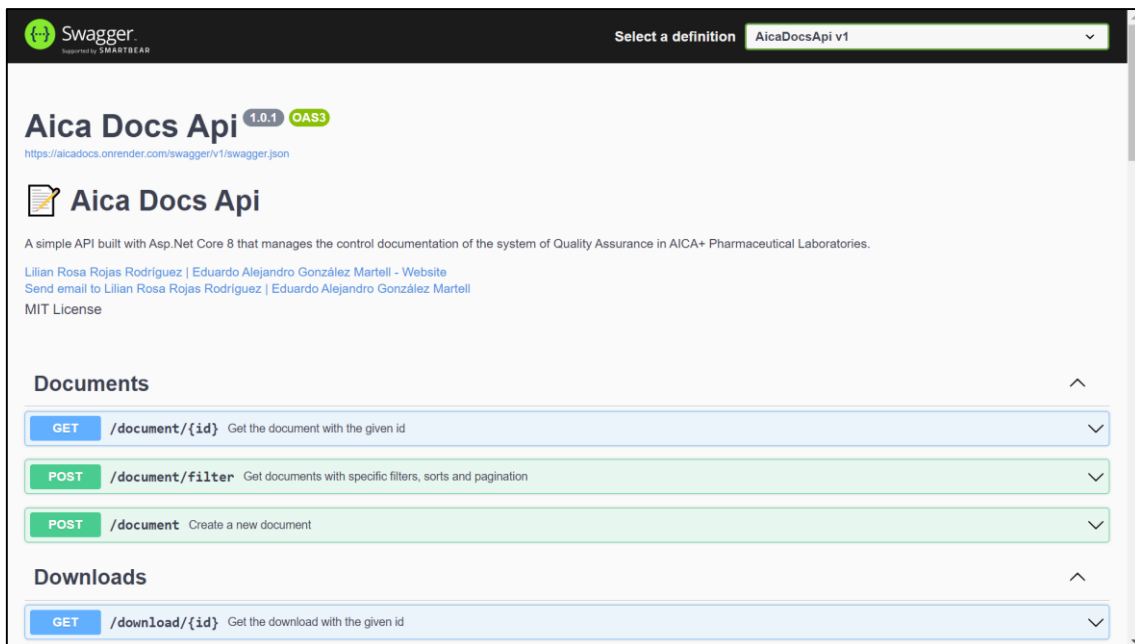 Swagger.
Supported by SMARTBEAR
Select a definition AicaDocsApi v1
Aica Docs Api 1.0.1 OAS3
https://aicadocs.onrender.com/swagger/v1/swagger.json
Aica Docs Api
A simple API built with Asp.Net Core 8 that manages the control documentation of the system of Quality Assurance in AICA+ Pharmaceutical Laboratories.
Lilian Rosa Rojas Rodríguez | Eduardo Alejandro González Martell - Website
Send email to Lilian Rosa Rojas Rodríguez | Eduardo Alejandro González Martell
MIT License
Documents
GET /document/{id} Get the document with the given id
POST /document/filter Get documents with specific filters, sorts and pagination
POST /document Create a new document
Downloads
GET /download/{id} Get the download with the given id